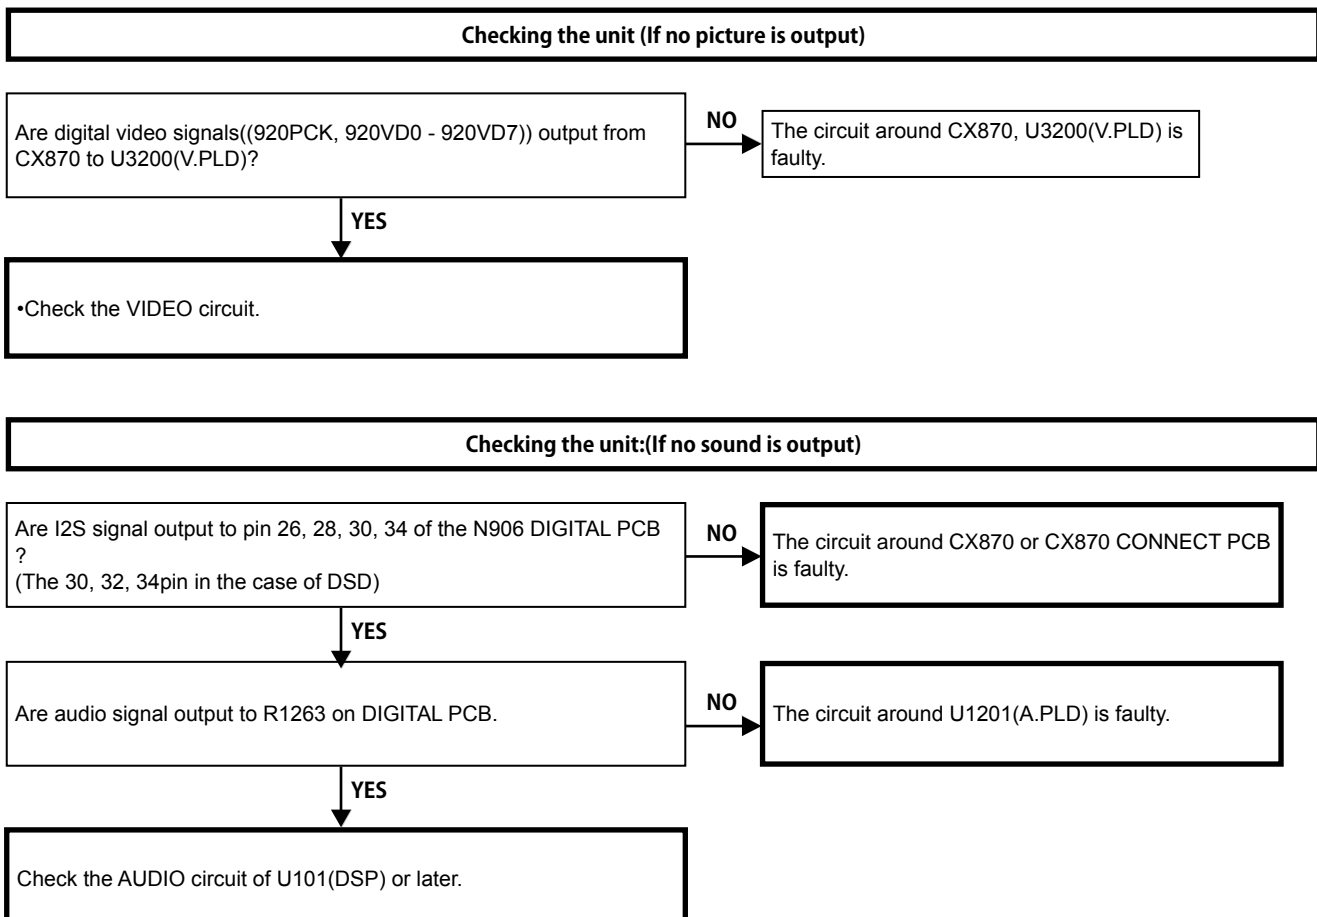 Checking the unit (If no picture is output)
Are digital video signals((920PCK, 920VD0 - 920VD7)) output from
CX870 to U3200(V.PLD)?
NO
The circuit around CX870, U3200(V.PLD) is
faulty.
YES
•Check the VIDEO circuit.
Checking the unit:(If no sound is output)
Are I2S signal output to pin 26, 28, 30, 34 of the N906 DIGITAL PCB
?
(The 30, 32, 34pin in the case of DSD)
NO
The circuit around CX870 or CX870 CONNECT PCB
is faulty.
YES
Are audio signal output to R1263 on DIGITAL PCB.
NO
The circuit around U1201(A.PLD) is faulty.
YES
Check the AUDIO circuit of U101(DSP) or later.